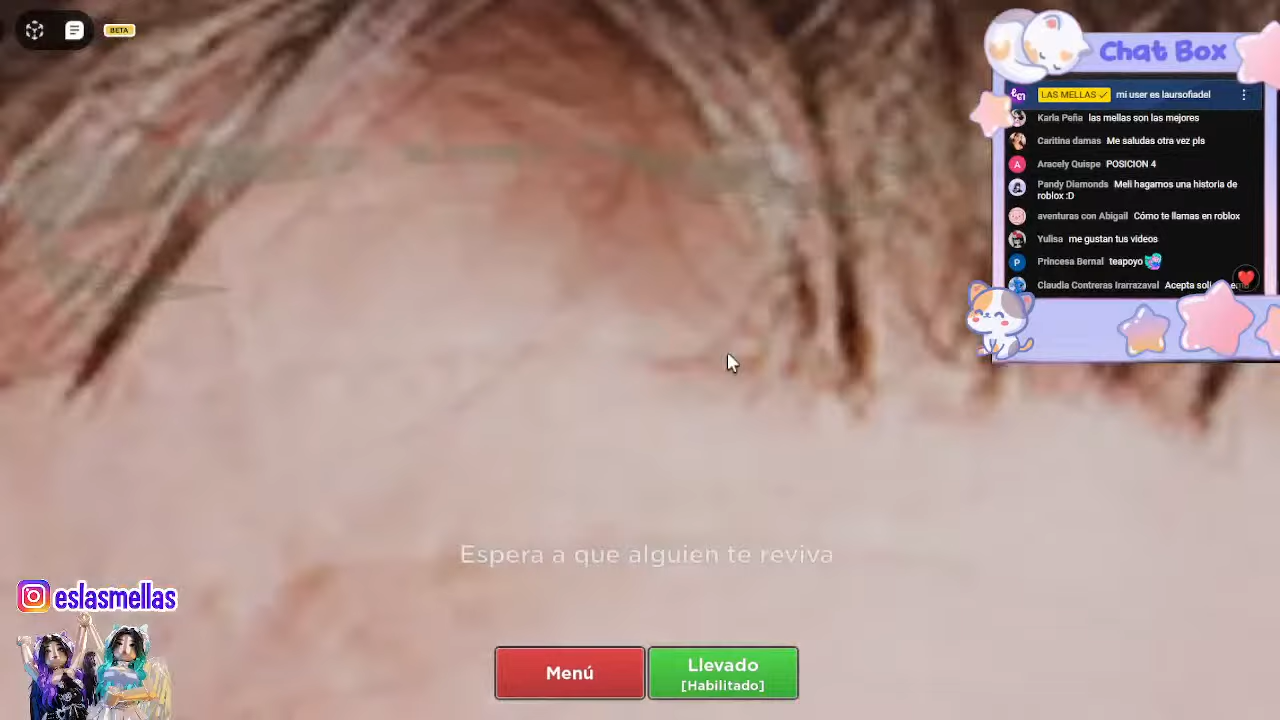 BETA
Chat Box
LAS MELLAS ✓ mi user es laursofiadel
Karla Peña las mellas son las mejores
Caritina damas Me saludas otra vez pls
A Aracely Quispe POSICION 4
Pandy Diamonds Meli hagamos una historia de
roblox :D
aventuras con Abigail Cómo te llamas en roblox
Yulisa me gustan tus videos
P Princesa Bernal teapoyo
Claudia Contreras Irarrazaval Acepta
Espera a que alguien te reviva
eslasmellas
Menú
Llevado
[Habilitado]